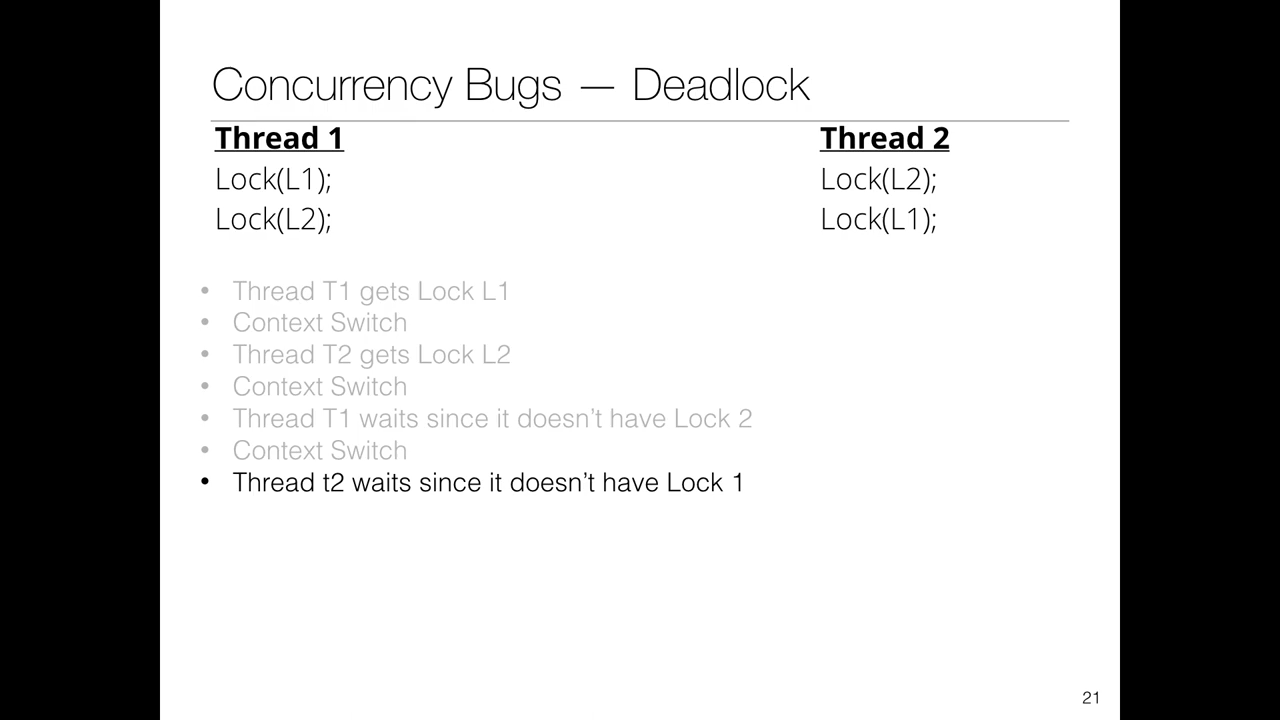 Concurrency Bugs — Deadlock
Thread 1
Lock(L1);
Lock(L2);
Thread 2
Lock(L2);
Lock(L1);
• Thread T1 gets Lock L1
• Context Switch
• Thread T2 gets Lock L2
• Context Switch
• Thread T1 waits since it doesn’t have Lock 2
• Context Switch
• Thread t2 waits since it doesn’t have Lock 1
21